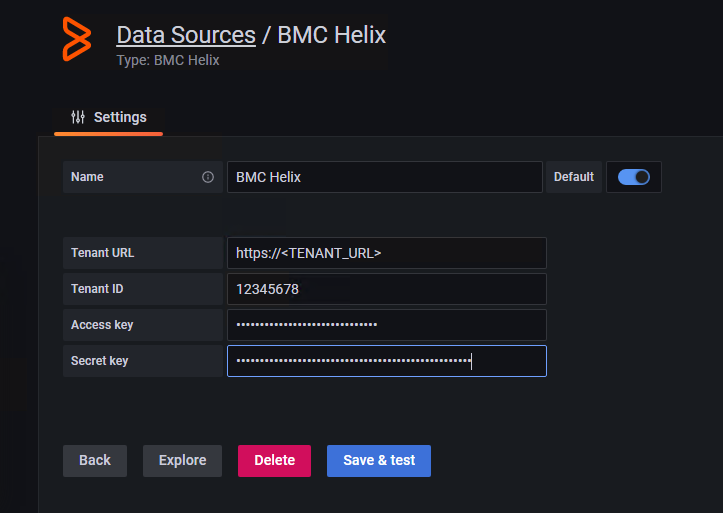 Data Sources / BMC Helix
Type: BMC Helix
Settings
Name BMC Helix Default
Tenant URL https://<TENANT_URL>
Tenant ID 12345678
Access key ••••••••••••••••••••••••••••••
Secret key ••••••••••••••••••••••••••••••••••••••••••••••••••
Back Explore Delete Save & test